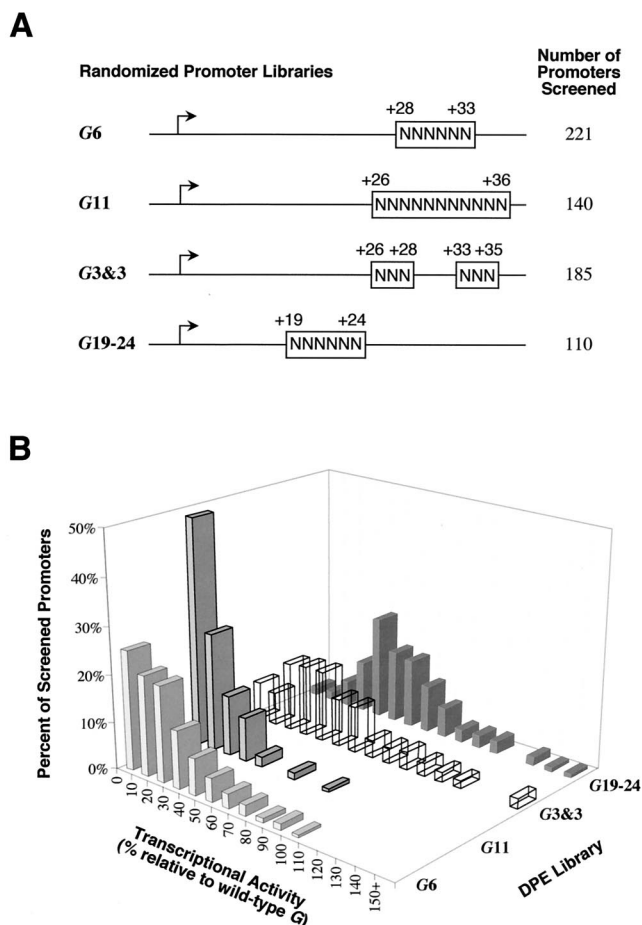 A
Randomized Promoter Libraries
Number of
Promoters
Screened
+28 +33
G6 NNNNNN 221
+26 +36
G11 NNNNNNNNNNN 140
+26 +28 +33 +35
G3&3 NNN NNN 185
+19 +24
G19-24 NNNNNN 110
B
Percent of Screened Promoters
50%
40%
30%
20%
10%
0%
0
10
20
30
40
50
60
70
80
90
100
110
120
130
140
150+
Transcriptional Activity
(% relative to wild-type G)
G6
G11
G3&3
G19-24
DPE Library